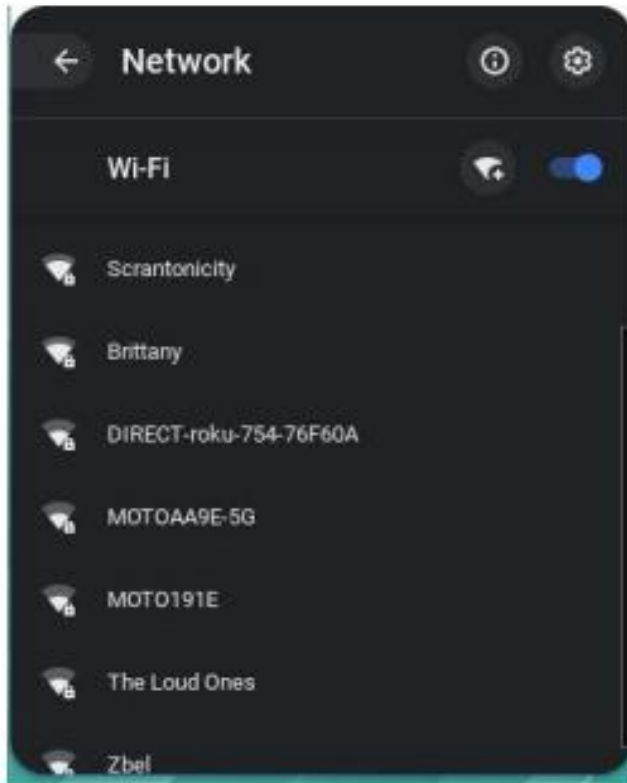 Network
Wi-Fi
Scrantonicity
Brittany
DIRECT-roku-754-76F60A
MOTOAA9E-5G
MOTO191E
The Loud Ones
Zbel